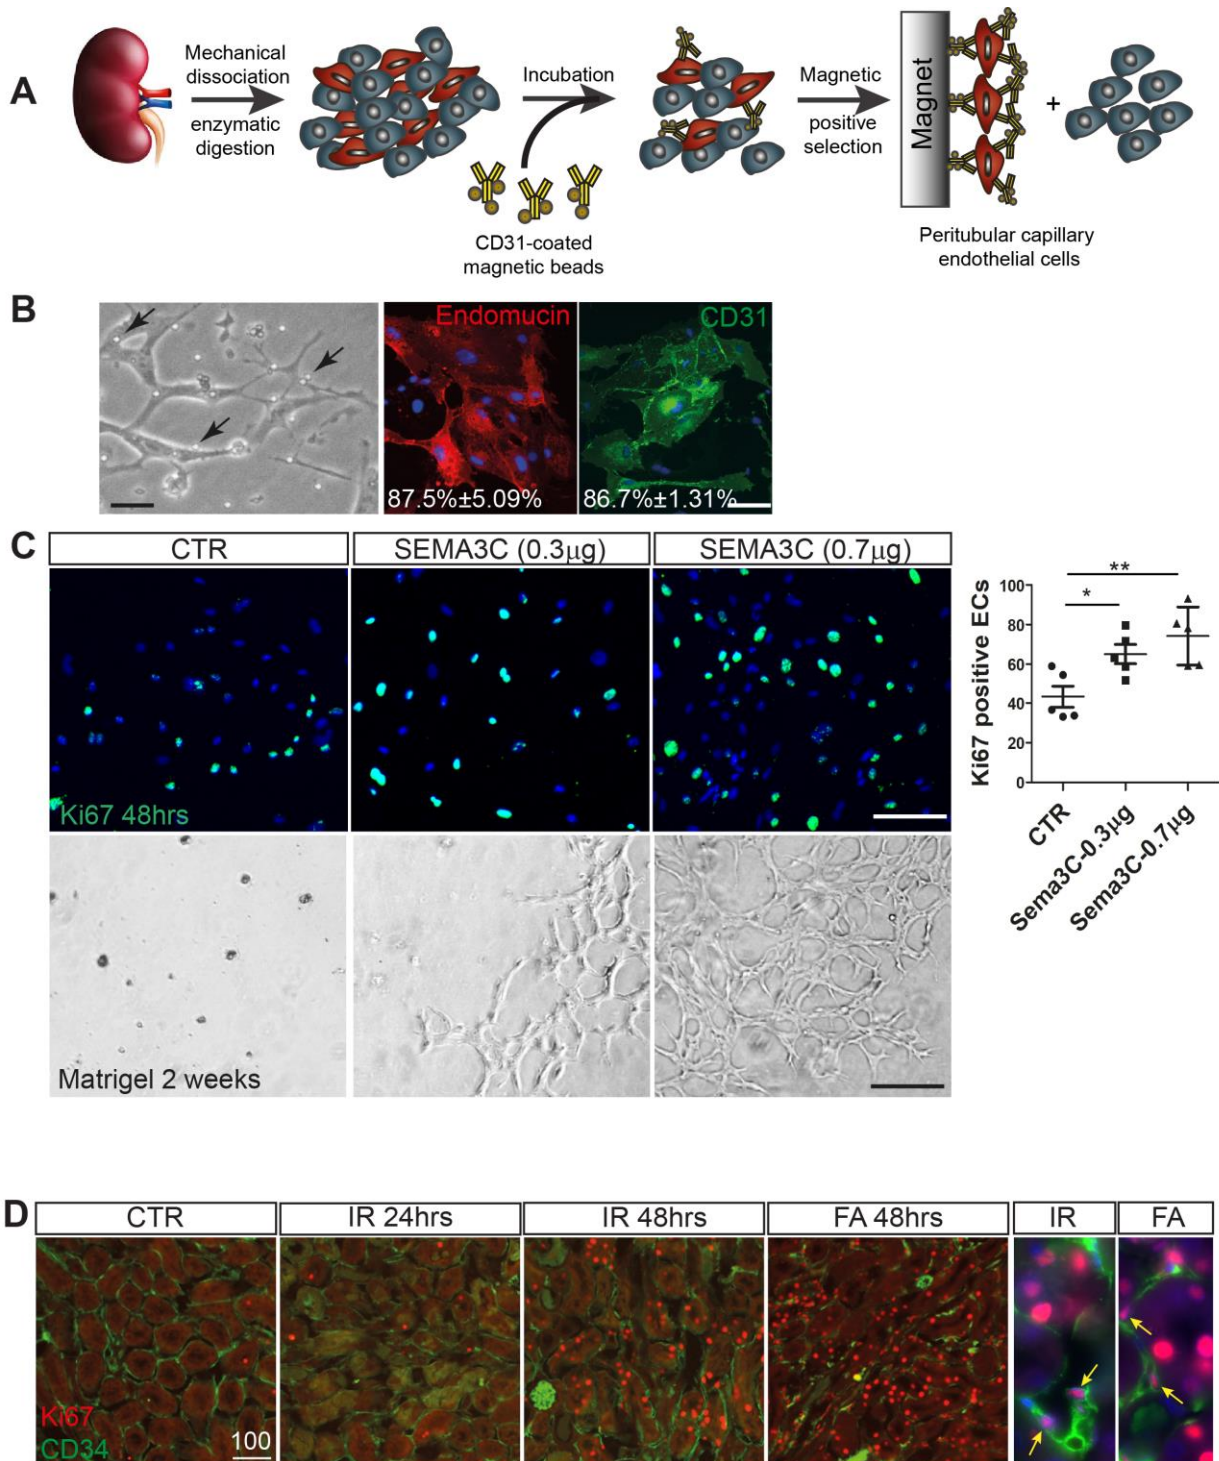 A
Mechanical
dissociation
enzymatic
digestion
Incubation
CD31-coated
magnetic beads
Magnetic
positive
selection
Magnet
+
Peritubular capillary
endothelial cells
B
Endomucin
87.5%±5.09%
CD31
86.7%±1.31%
C
CTR
SEMA3C (0.3µg)
SEMA3C (0.7µg)
Ki67 48hrs
Matrigel 2 weeks
Ki67 positive ECs
100
80
60
40
20
0
*
**
CTR
Sema3C-0.3µg
Sema3C-0.7µg
D
CTR
IR 24hrs
IR 48hrs
FA 48hrs
IR
FA
Ki67
CD34
100